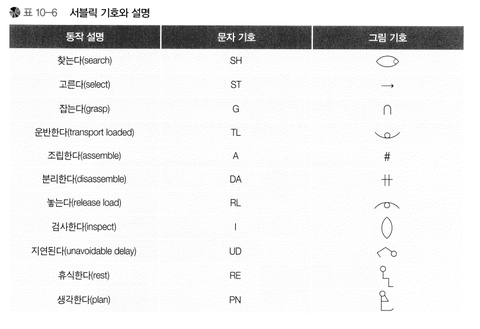 표 10-6 서블릭 기호와 설명
동작 설명 문자 기호 그림 기호
찾는다(search) SH
고른다(select) ST →
잡는다(grasp) G ∩
운반한다(transport loaded) TL
조립한다(assemble) A #
분리한다(disassemble) DA
놓는다(release load) RL
검사한다(inspect) I
지연된다(unavoidable delay) UD
휴식한다(rest) RE
생각한다(plan) PN